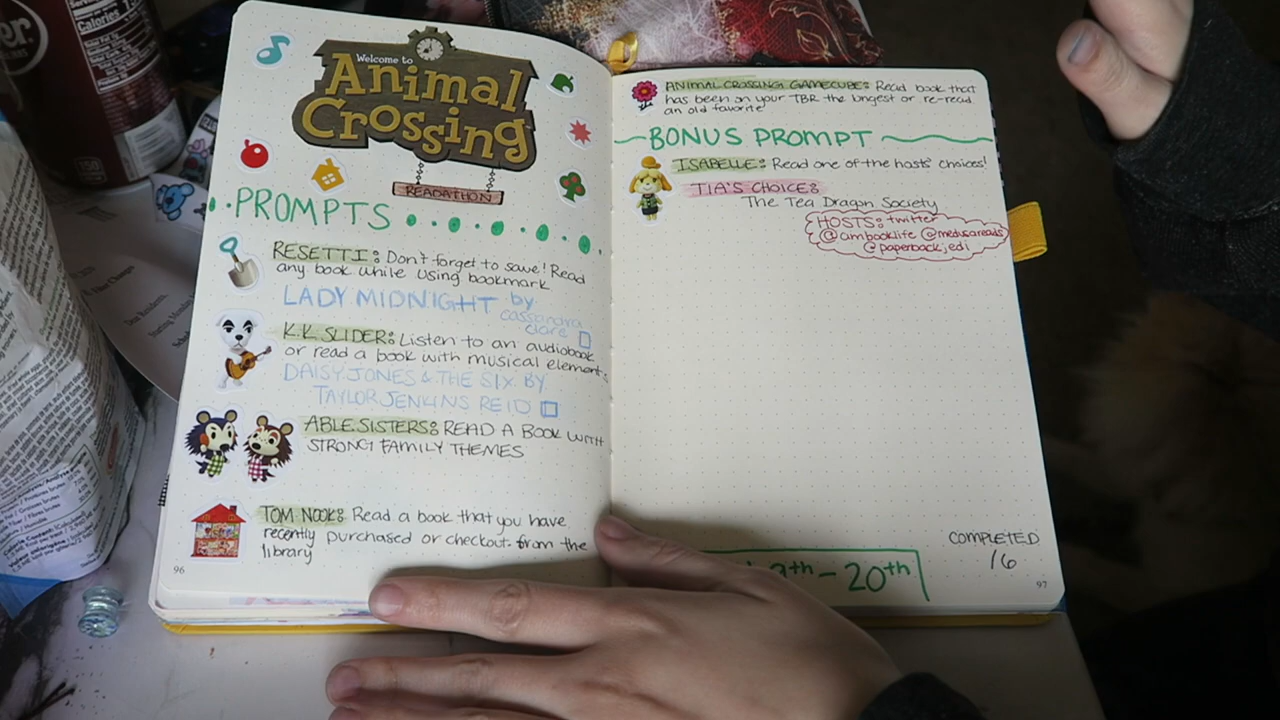 Welcome to
Animal
Crossing
READATHON
PROMPTS
RESETTI: Don't forget to save! Read
any book while using bookmark
LADY MIDNIGHT by
cassandra
clare
K.K. SLIDER: Listen to an audiobook
or read a book with musical elements
DAISY JONES & THE SIX BY
TAYLOR JENKINS REID
ABLE SISTERS: READ A BOOK WITH
STRONG FAMILY THEMES
TOM NOOK: Read a book that you have
recently purchased or checkout from the
library
96
ANIMAL CROSSING GAMECUBE: Read book that
has been on your TBR the longest or re-read
an old favorite
BONUS PROMPT
ISABELLE: Read one of the hosts' choices!
TIA'S CHOICE:
The Tea Dragon Society
HOSTS: twitter
@ambooklife @medusareads
@paperbackjedi
th - 20th
COMPLETED
/6
97
Calories